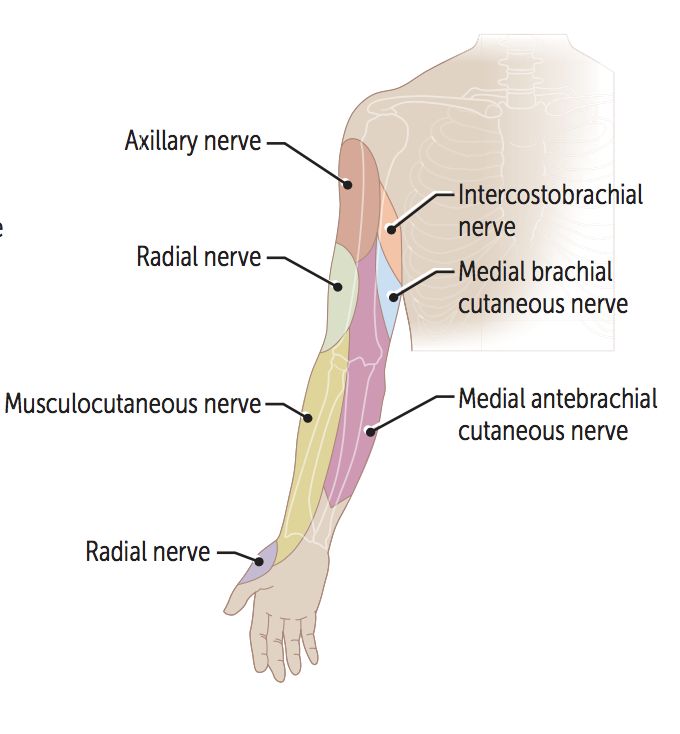 Axillary nerve
Intercostobrachial
nerve
e
Radial nerve
Medial brachial
cutaneous nerve
Musculocutaneous nerve
Medial antebrachial
cutaneous nerve
Radial nerve